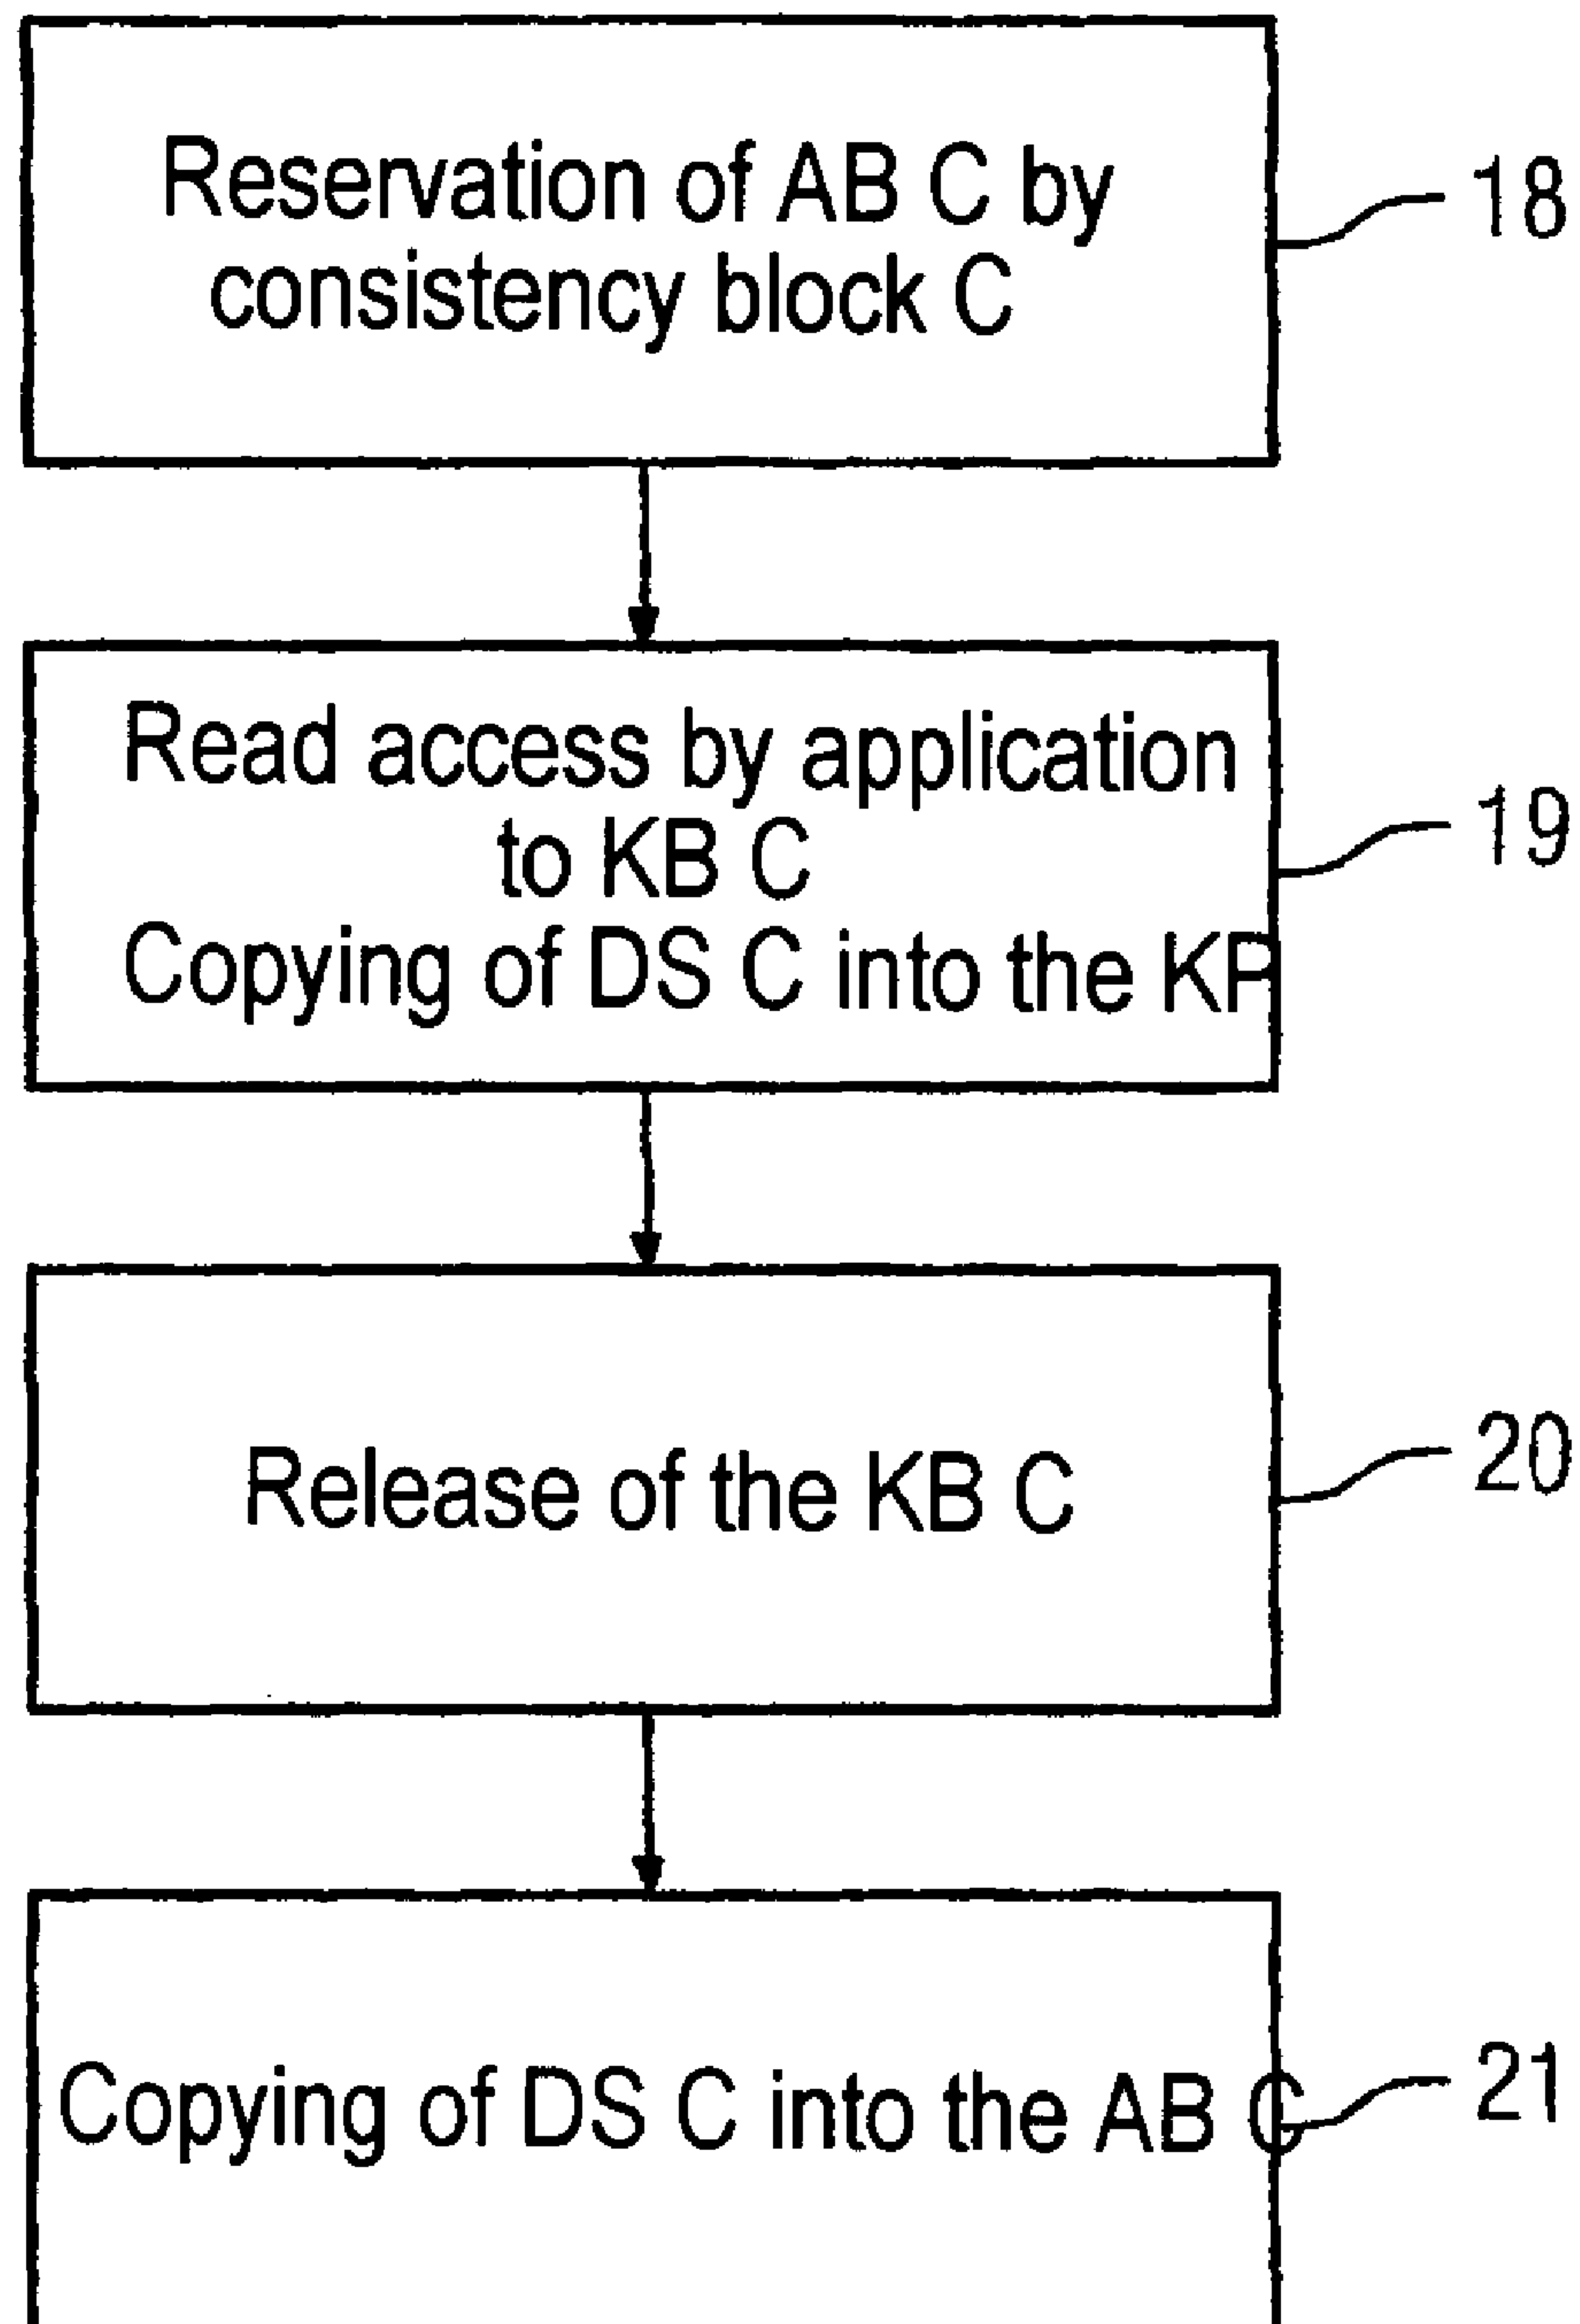 Reservation of AB C by
consistency block C
18
Read access by application
to KB C
Copying of DS C into the KP
19
Release of the KB C
20
Copying of DS C into the AB C
21